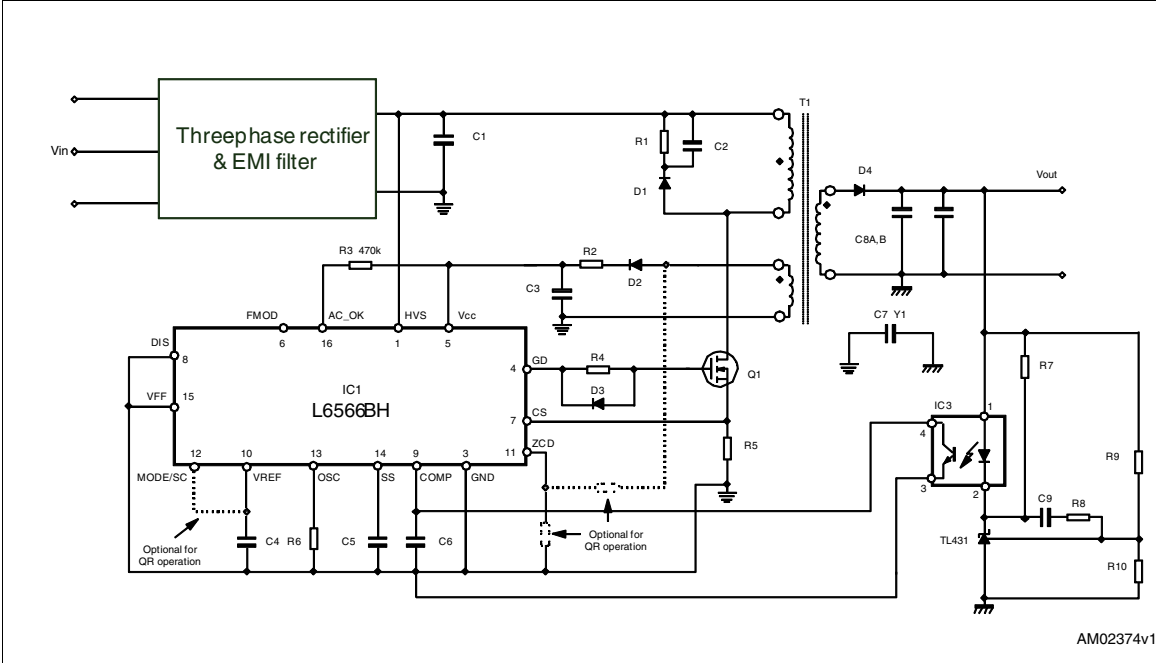 T1
Threephase rectifier
& EMI filter
Vin
C1
R1
C2
D1
D4
Vout
C8A,B
R3 470k
R2
D2
C3
C7 Y1
FMOD
AC_OK
HVS
Vcc
6
16
1
5
DIS
8
VFF
15
IC1
L6566BH
4
GD
R4
D3
Q1
7
CS
11
ZCD
R5
R7
IC3
1
4
3
2
R9
12
10
13
14
9
3
MODE/SC
VREF
OSC
SS
COMP
GND
Optional for
QR operation
C4
R6
C5
C6
Optional for
QR operation
C9
R8
TL431
R10
AM02374v1